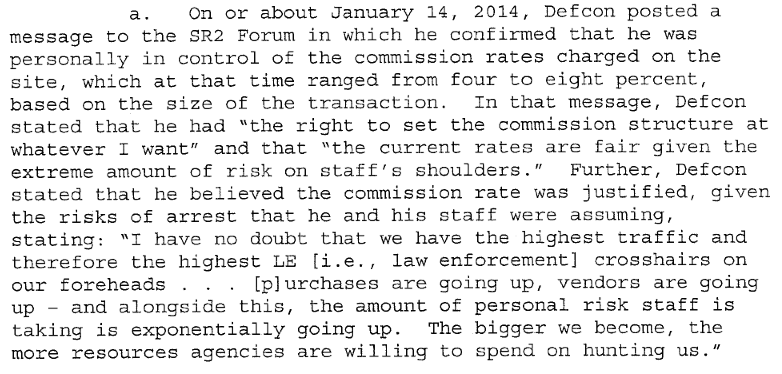 a. On or about January 14, 2014, Defcon posted a
message to the SR2 Forum in which he confirmed that he was
personally in control of the commission rates charged on the
site, which at that time ranged from four to eight percent,
based on the size of the transaction. In that message, Defcon
stated that he had "the right to set the commission structure at
whatever I want" and that "the current rates are fair given the
extreme amount of risk on staff's shoulders." Further, Defcon
stated that he believed the commission rate was justified, given
the risks of arrest that he and his staff were assuming,
stating: "I have no doubt that we have the highest traffic and
therefore the highest LE [i.e., law enforcement] crosshairs on
our foreheads . . . [p]urchases are going up, vendors are going
up – and alongside this, the amount of personal risk staff is
taking is exponentially going up. The bigger we become, the
more resources agencies are willing to spend on hunting us."